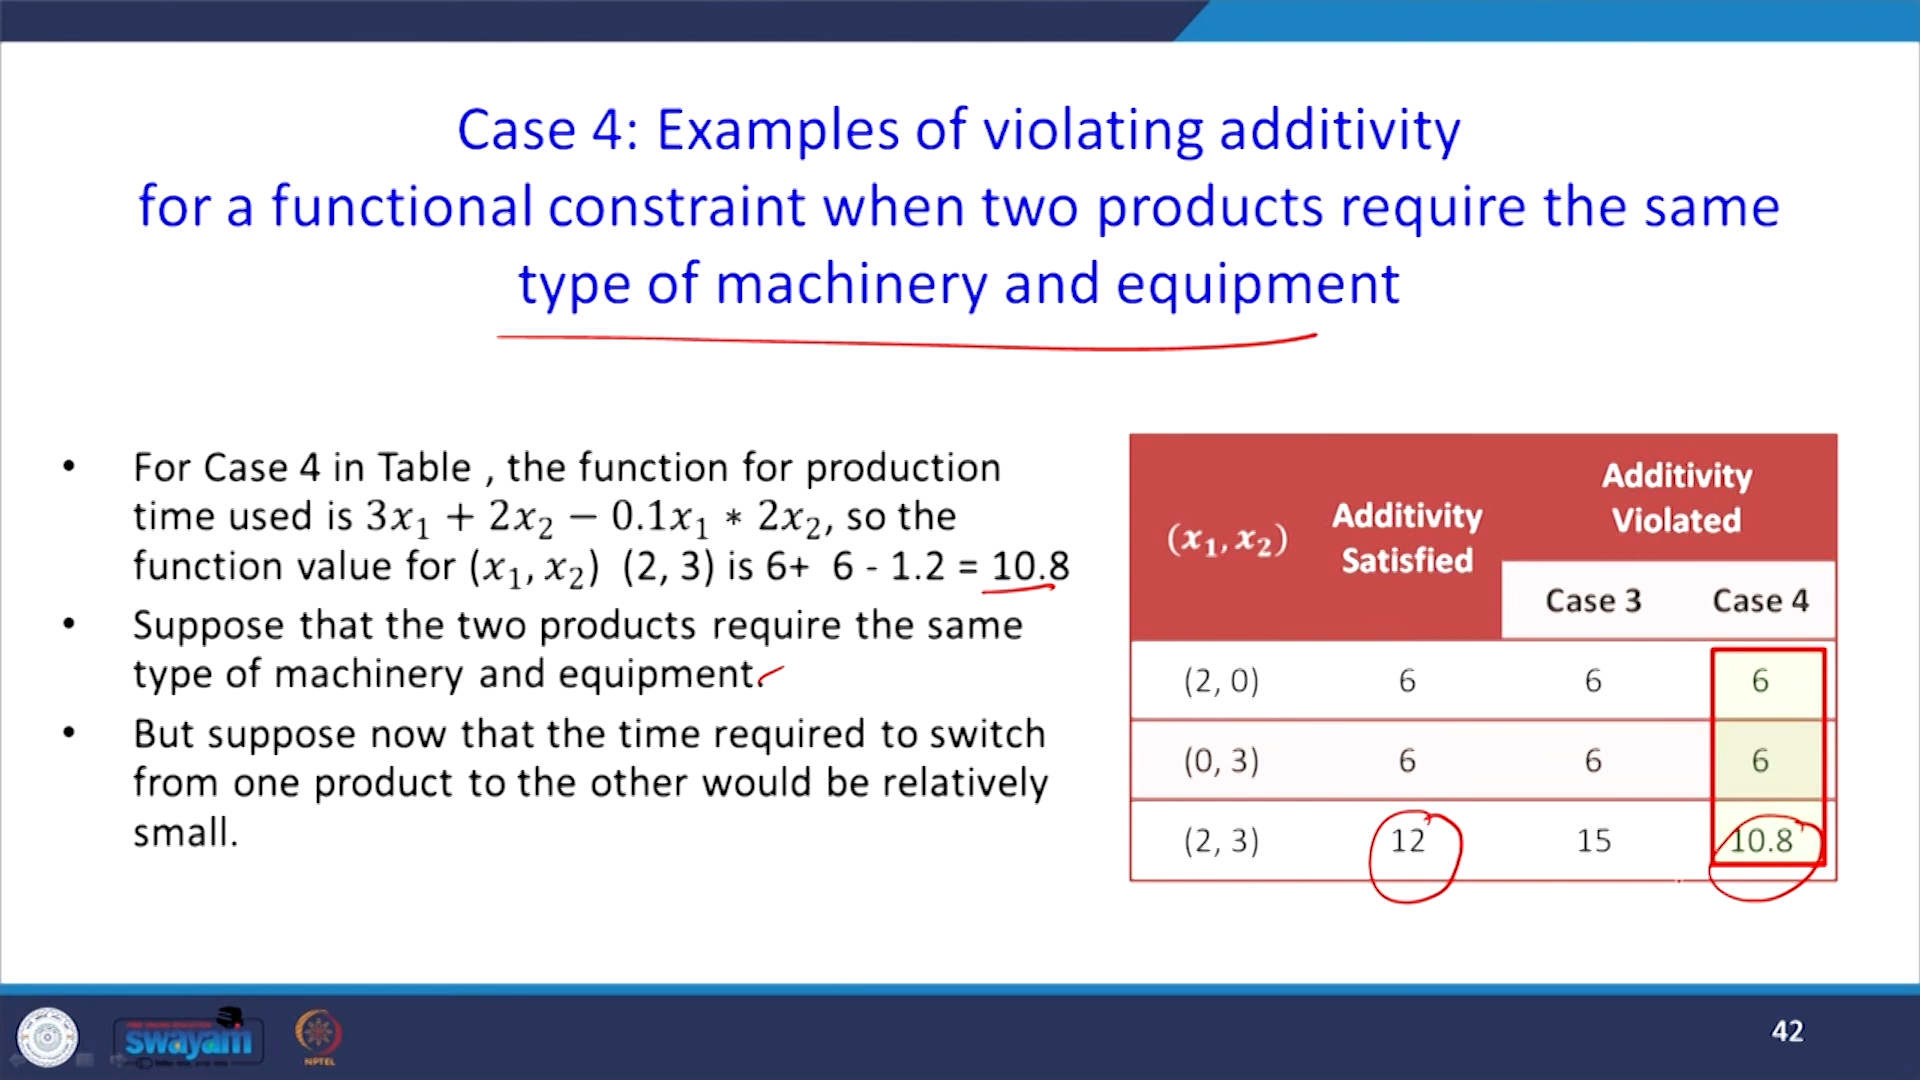 Case 4: Examples of violating additivity
for a functional constraint when two products require the same
type of machinery and equipment
• For Case 4 in Table , the function for production
time used is 3x₁ + 2x₂ − 0.1x₁ * 2x₂, so the
function value for (x₁, x₂) (2, 3) is 6+ 6 - 1.2 = 10.8
• Suppose that the two products require the same
type of machinery and equipment.
• But suppose now that the time required to switch
from one product to the other would be relatively
small.
(x₁, x₂) Additivity Satisfied Additivity Violated
Case 3 Case 4
(2, 0) 6 6 6
(0, 3) 6 6 6
(2, 3) 12 15 10.8
swayam
NPTEL
42